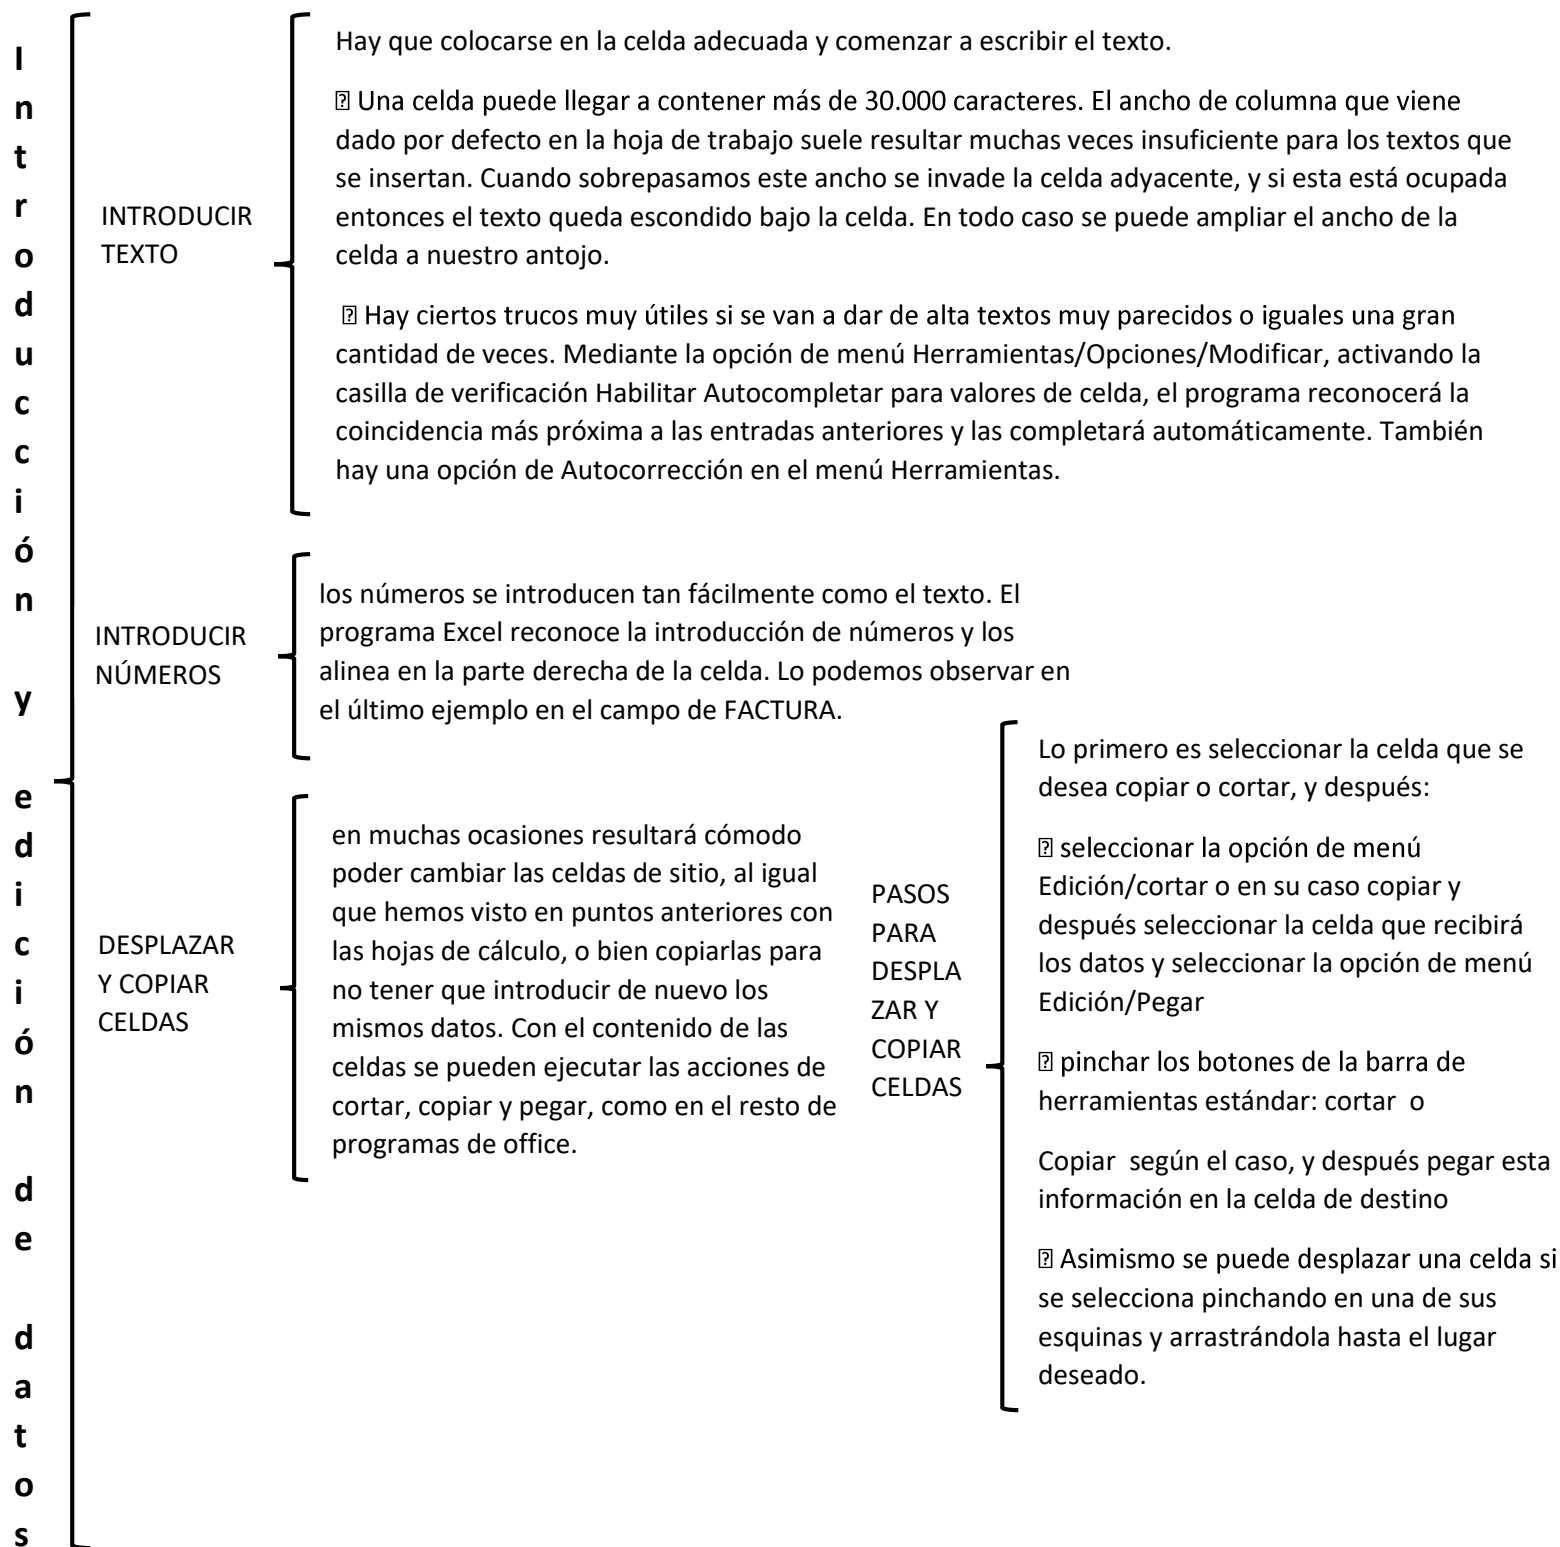 Introducción y edición de datos
INTRODUCIR
TEXTO
Hay que colocarse en la celda adecuada y comenzar a escribir el texto.
⍰ Una celda puede llegar a contener más de 30.000 caracteres. El ancho de columna que viene
dado por defecto en la hoja de trabajo suele resultar muchas veces insuficiente para los textos que
se insertan. Cuando sobrepasamos este ancho se invade la celda adyacente, y si esta está ocupada
entonces el texto queda escondido bajo la celda. En todo caso se puede ampliar el ancho de la
celda a nuestro antojo.
⍰ Hay ciertos trucos muy útiles si se van a dar de alta textos muy parecidos o iguales una gran
cantidad de veces. Mediante la opción de menú Herramientas/Opciones/Modificar, activando la
casilla de verificación Habilitar Autocompletar para valores de celda, el programa reconocerá la
coincidencia más próxima a las entradas anteriores y las completará automáticamente. También
hay una opción de Autocorrección en el menú Herramientas.
INTRODUCIR
NÚMEROS
los números se introducen tan fácilmente como el texto. El
programa Excel reconoce la introducción de números y los
alinea en la parte derecha de la celda. Lo podemos observar en
el último ejemplo en el campo de FACTURA.
DESPLAZAR
Y COPIAR
CELDAS
en muchas ocasiones resultará cómodo
poder cambiar las celdas de sitio, al igual
que hemos visto en puntos anteriores con
las hojas de cálculo, o bien copiarlas para
no tener que introducir de nuevo los
mismos datos. Con el contenido de las
celdas se pueden ejecutar las acciones de
cortar, copiar y pegar, como en el resto de
programas de office.
PASOS
PARA
DESPLA
ZAR Y
COPIAR
CELDAS
Lo primero es seleccionar la celda que se
desea copiar o cortar, y después:
⍰ seleccionar la opción de menú
Edición/cortar o en su caso copiar y
después seleccionar la celda que recibirá
los datos y seleccionar la opción de menú
Edición/Pegar
⍰ pinchar los botones de la barra de
herramientas estándar: cortar  o
Copiar  según el caso, y después pegar esta
información en la celda de destino
⍰ Asimismo se puede desplazar una celda si
se selecciona pinchando en una de sus
esquinas y arrastrándola hasta el lugar
deseado.